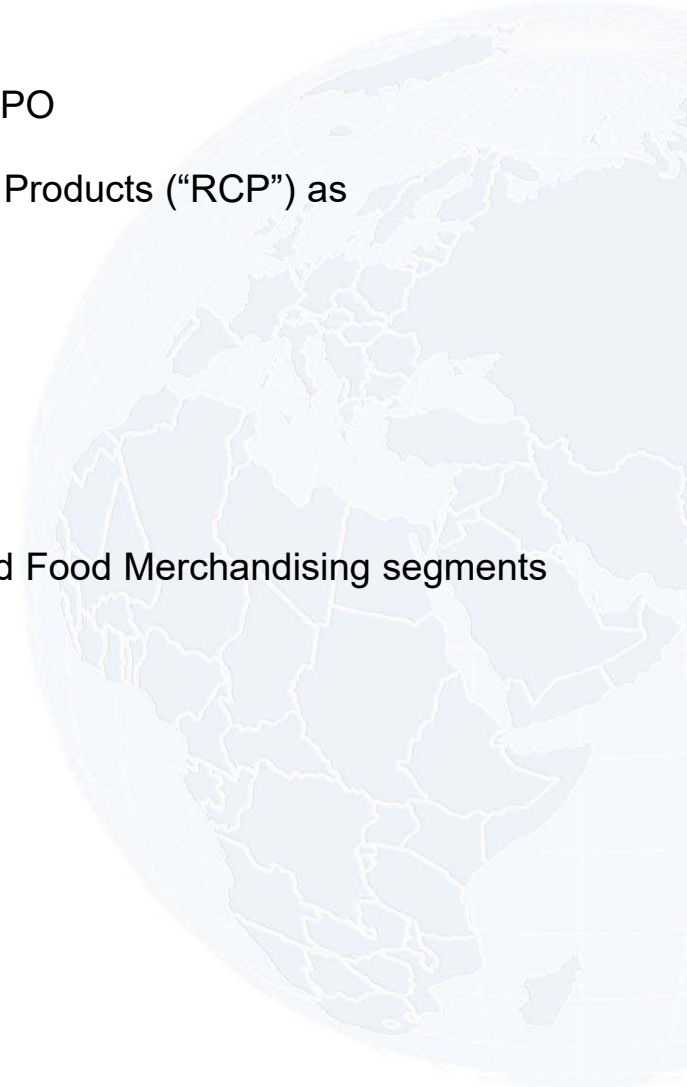 PO
Products (“RCP”) as
d Food Merchandising segments